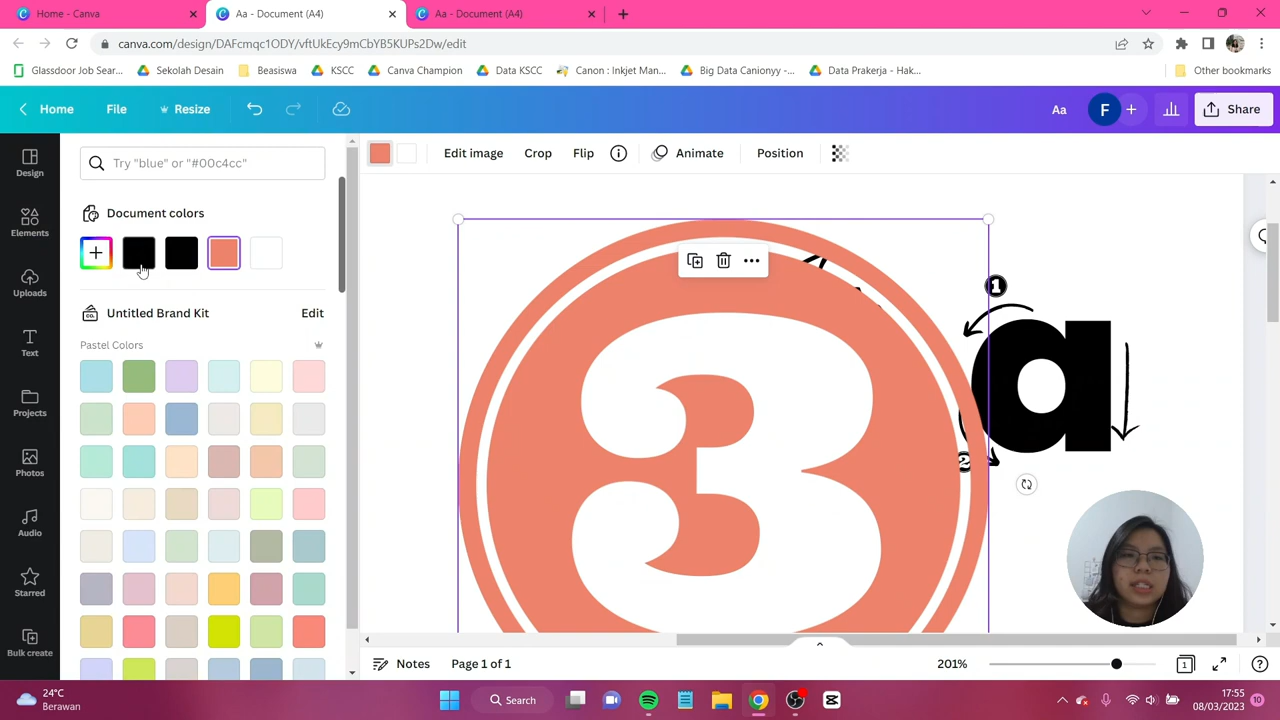 Home - Canva
Aa - Document (A4)
Aa - Document (A4)
canva.com/design/DAFcmqc1ODY/vftUkEcy9mCbYB5KUPs2Dw/edit
Glassdoor Job Sear...
Sekolah Desain
Beasiswa
KSCC
Canva Champion
Data KSCC
Canon : Inkjet Man...
Big Data Canionyy -...
Data Prakerja - Hak...
Other bookmarks
Home
File
Resize
Aa
F
Share
Design
Elements
Uploads
Text
Projects
Photos
Audio
Starred
Bulk create
Try "blue" or "#00c4cc"
Document colors
Untitled Brand Kit
Edit
Pastel Colors
Edit image
Crop
Flip
Animate
Position
3
1
a
2
Notes
Page 1 of 1
201%
1
24°C
Berawan
Search
17:55
08/03/2023
10